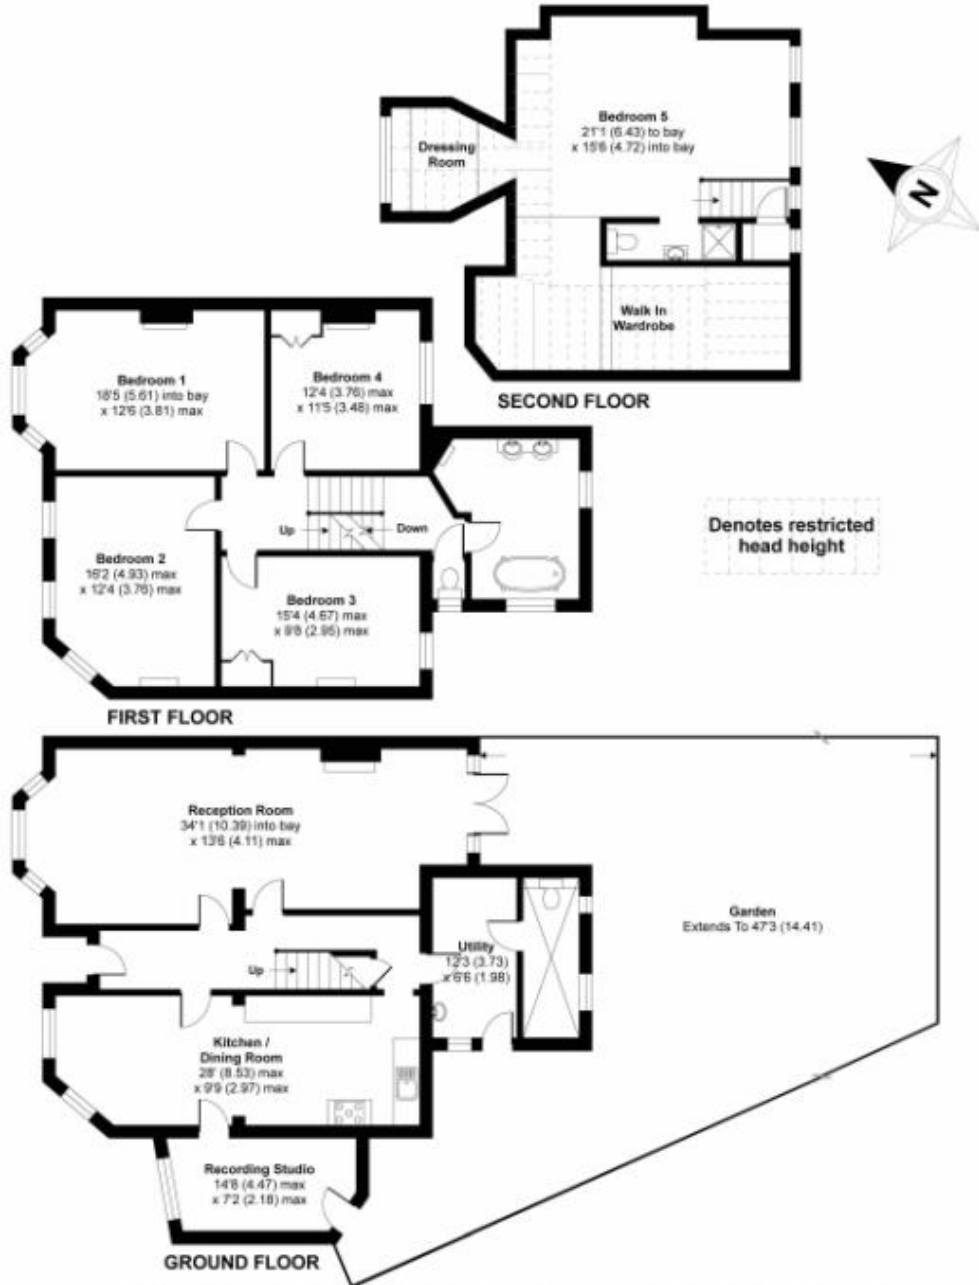 Bedroom 5
21'1 (6.43) to bay
x 15'6 (4.72) into bay
Dressing
Room
N
Walk In
Wardrobe
SECOND FLOOR
Bedroom 1
18'5 (5.61) into bay
x 12'6 (3.81) max
Bedroom 4
12'4 (3.76) max
x 11'5 (3.48) max
Up
Down
Bedroom 2
16'2 (4.93) max
x 12'4 (3.76) max
Bedroom 3
15'4 (4.67) max
x 9'8 (2.95) max
Denotes restricted
head height
FIRST FLOOR
Reception Room
34'1 (10.39) into bay
x 13'6 (4.11) max
Garden
Extends To 47'3 (14.41)
Utility
12'3 (3.73)
x 6'6 (1.98)
Up
Kitchen /
Dining Room
28' (8.53) max
x 9'9 (2.97) max
Recording Studio
14'8 (4.47) max
x 7'2 (2.18) max
GROUND FLOOR